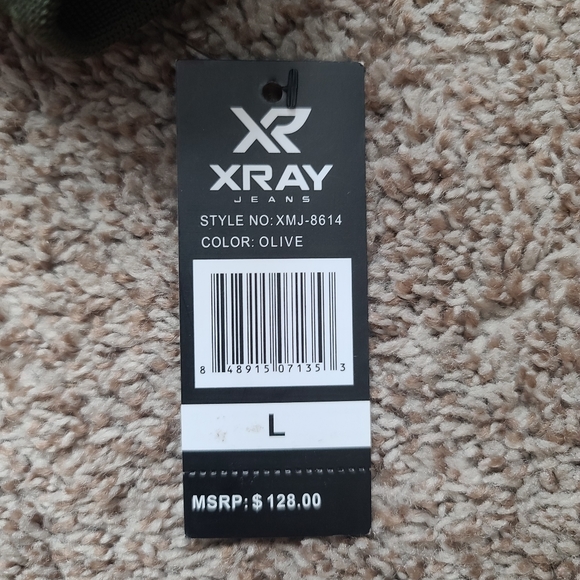 XR
XRAY
JEANS
STYLE NO: XMJ-8614
COLOR: OLIVE
8 48915 07135 3
L
MSRP: $ 128.00